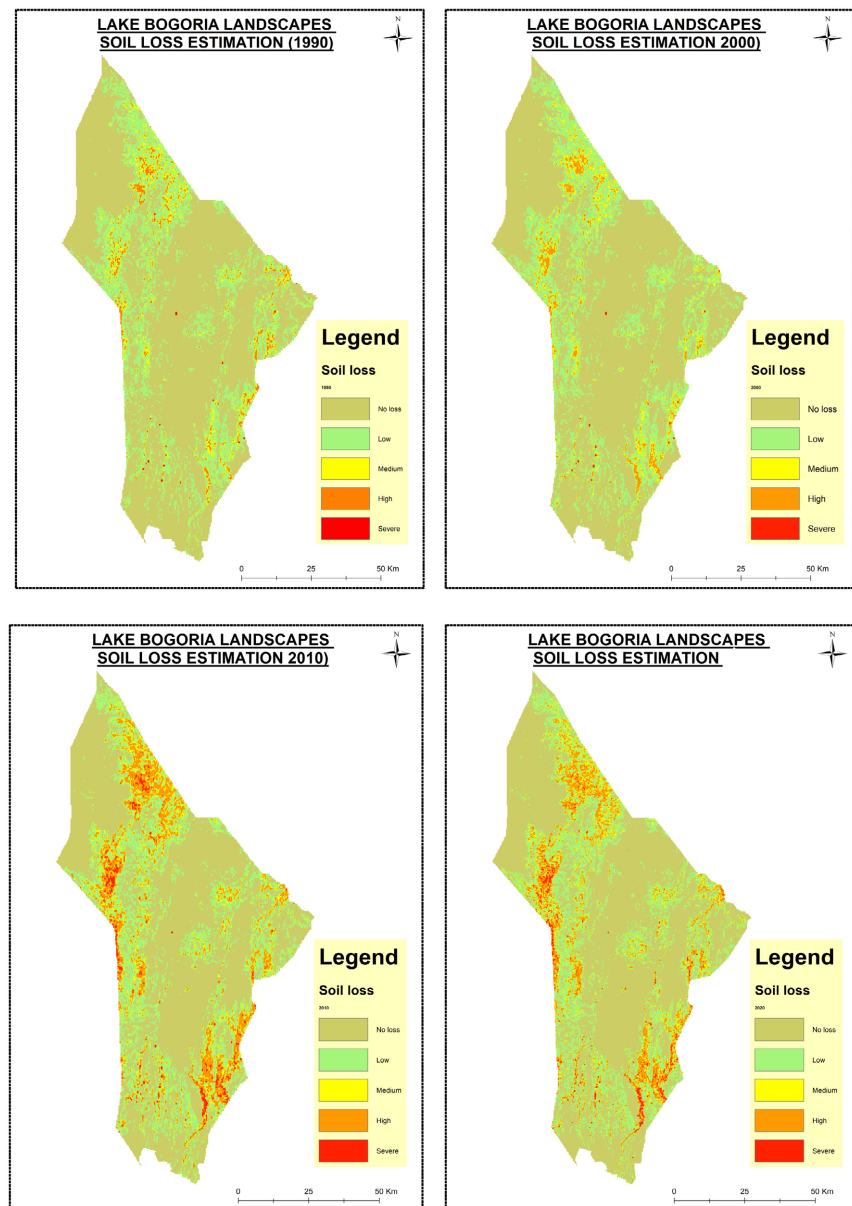 LAKE BOGORIA LANDSCAPES
SOIL LOSS ESTIMATION (1990)
N
Legend
Soil loss
1990
No loss
Low
Medium
High
Severe
0 25 50 Km
LAKE BOGORIA LANDSCAPES
SOIL LOSS ESTIMATION 2000)
N
Legend
Soil loss
2000
No loss
Low
Medium
High
Severe
0 25 50 Km
LAKE BOGORIA LANDSCAPES
SOIL LOSS ESTIMATION 2010)
N
Legend
Soil loss
2010
No loss
Low
Medium
High
Severe
0 25 50 Km
LAKE BOGORIA LANDSCAPES
SOIL LOSS ESTIMATION
N
Legend
Soil loss
2020
No loss
Low
Medium
High
Severe
0 25 50 Km